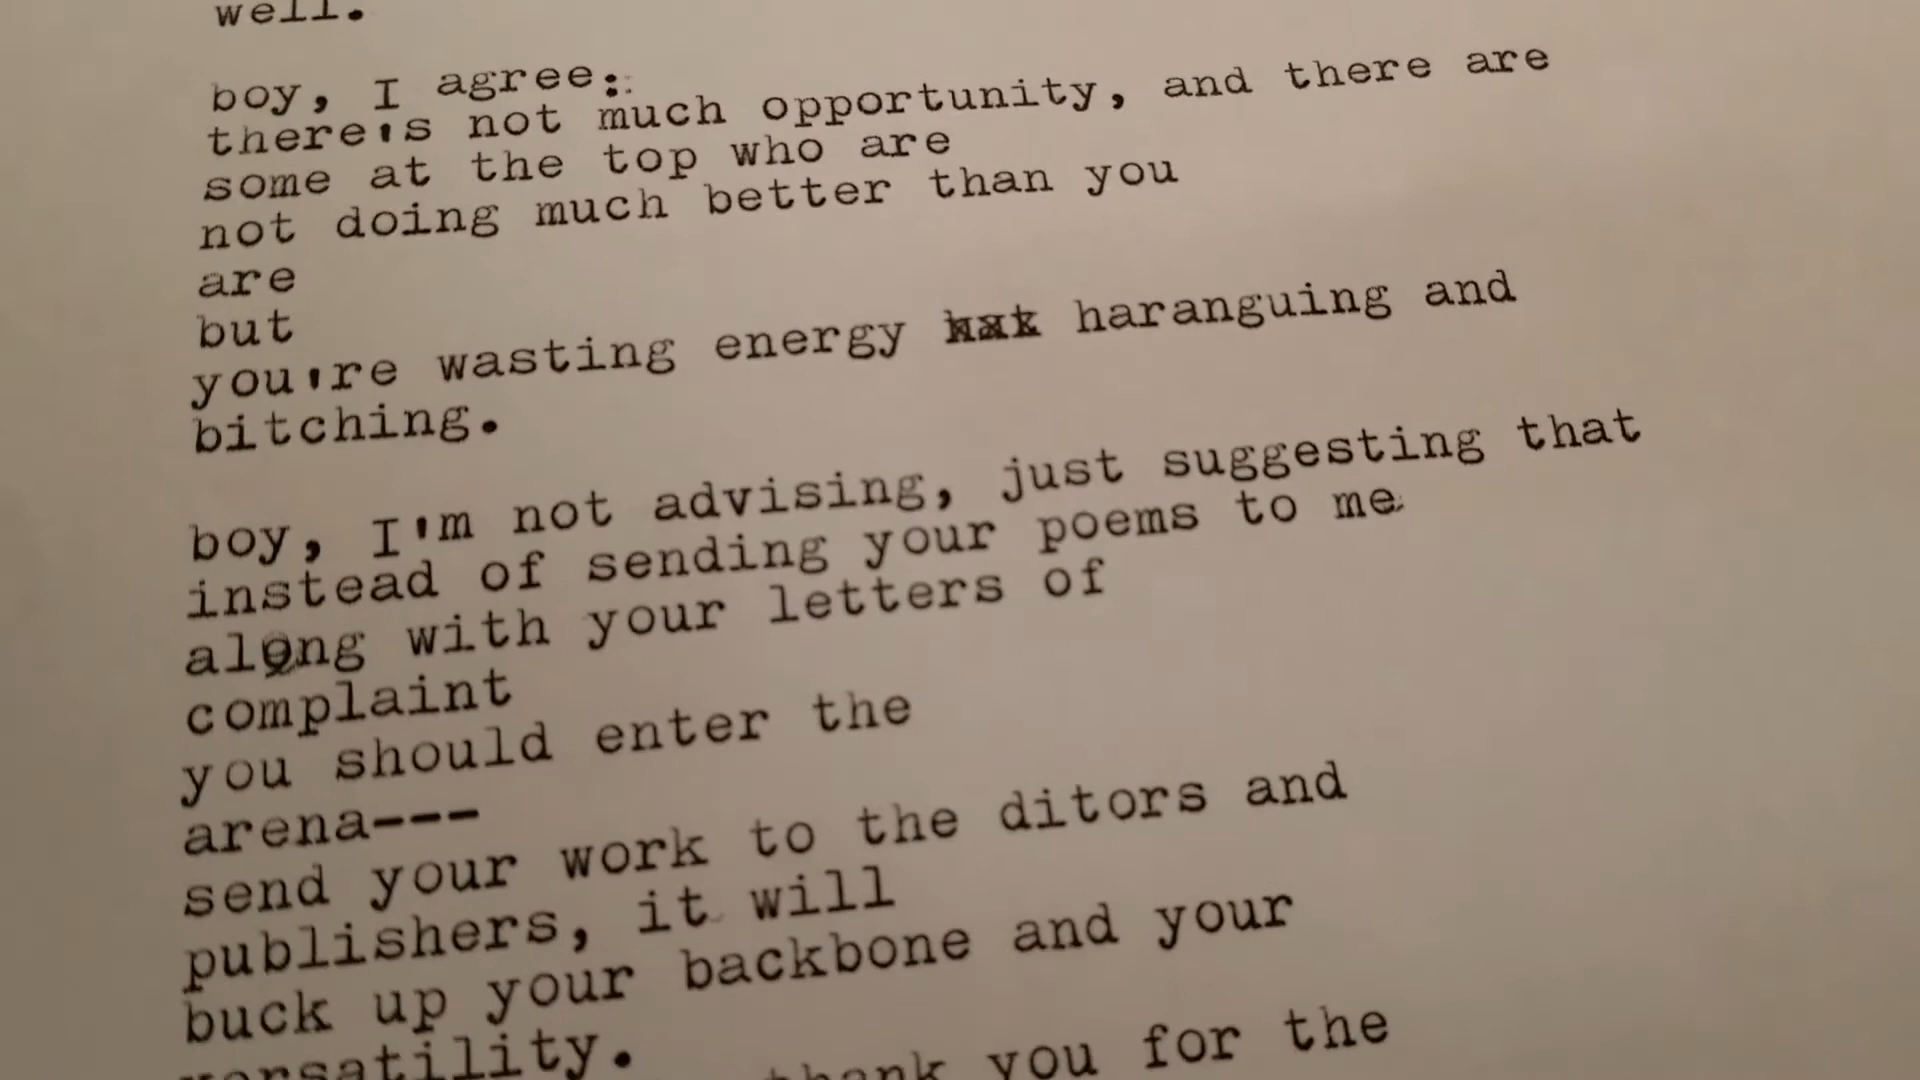 well.
boy, I agree:
there's not much opportunity, and there are
some at the top who are
not doing much better than you
are
but
you're wasting energy haranguing and
bitching.
boy, I'm not advising, just suggesting that
instead of sending your poems to me
along with your letters of
complaint
you should enter the
arena---
send your work to the ditors and
publishers, it will
buck up your backbone and your
versatility.
thank you for the